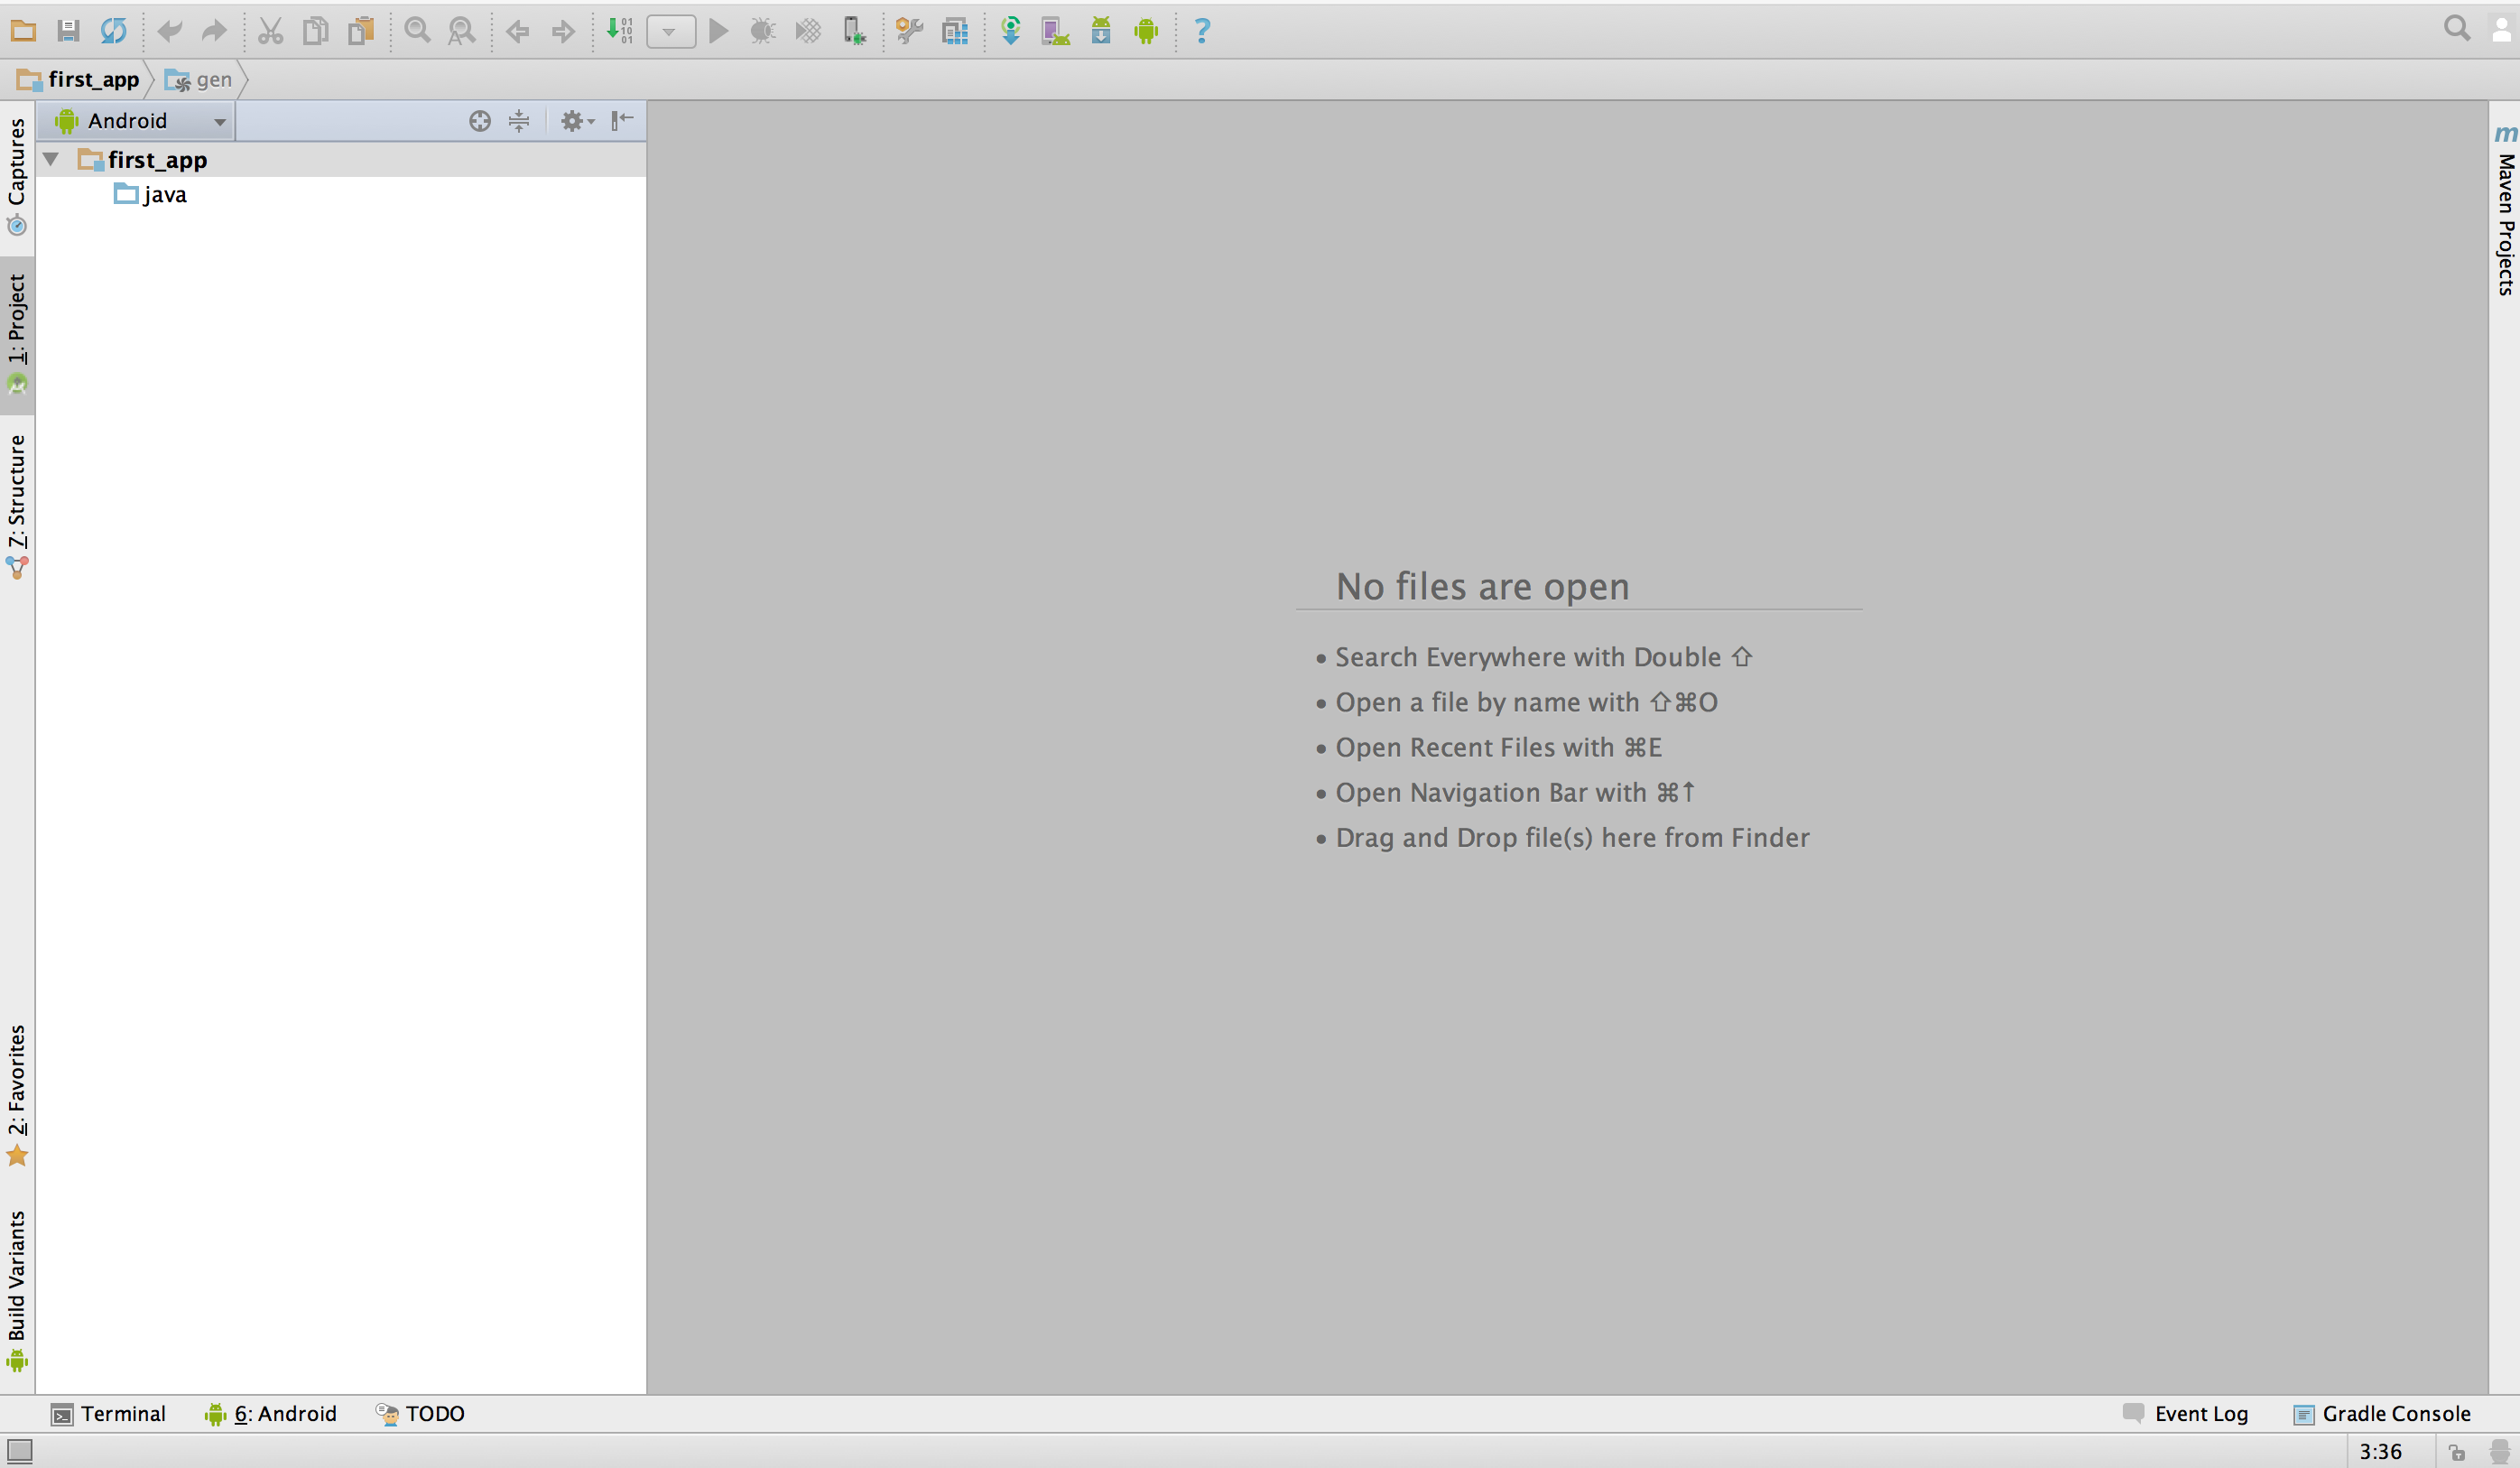 first_app
gen
Captures
1: Project
7: Structure
2: Favorites
Build Variants
Android
first_app
java
No files are open
• Search Everywhere with Double ⇧
• Open a file by name with ⇧⌘O
• Open Recent Files with ⌘E
• Open Navigation Bar with ⌘↑
• Drag and Drop file(s) here from Finder
m
Maven Projects
Terminal
6: Android
TODO
Event Log
Gradle Console
3:36